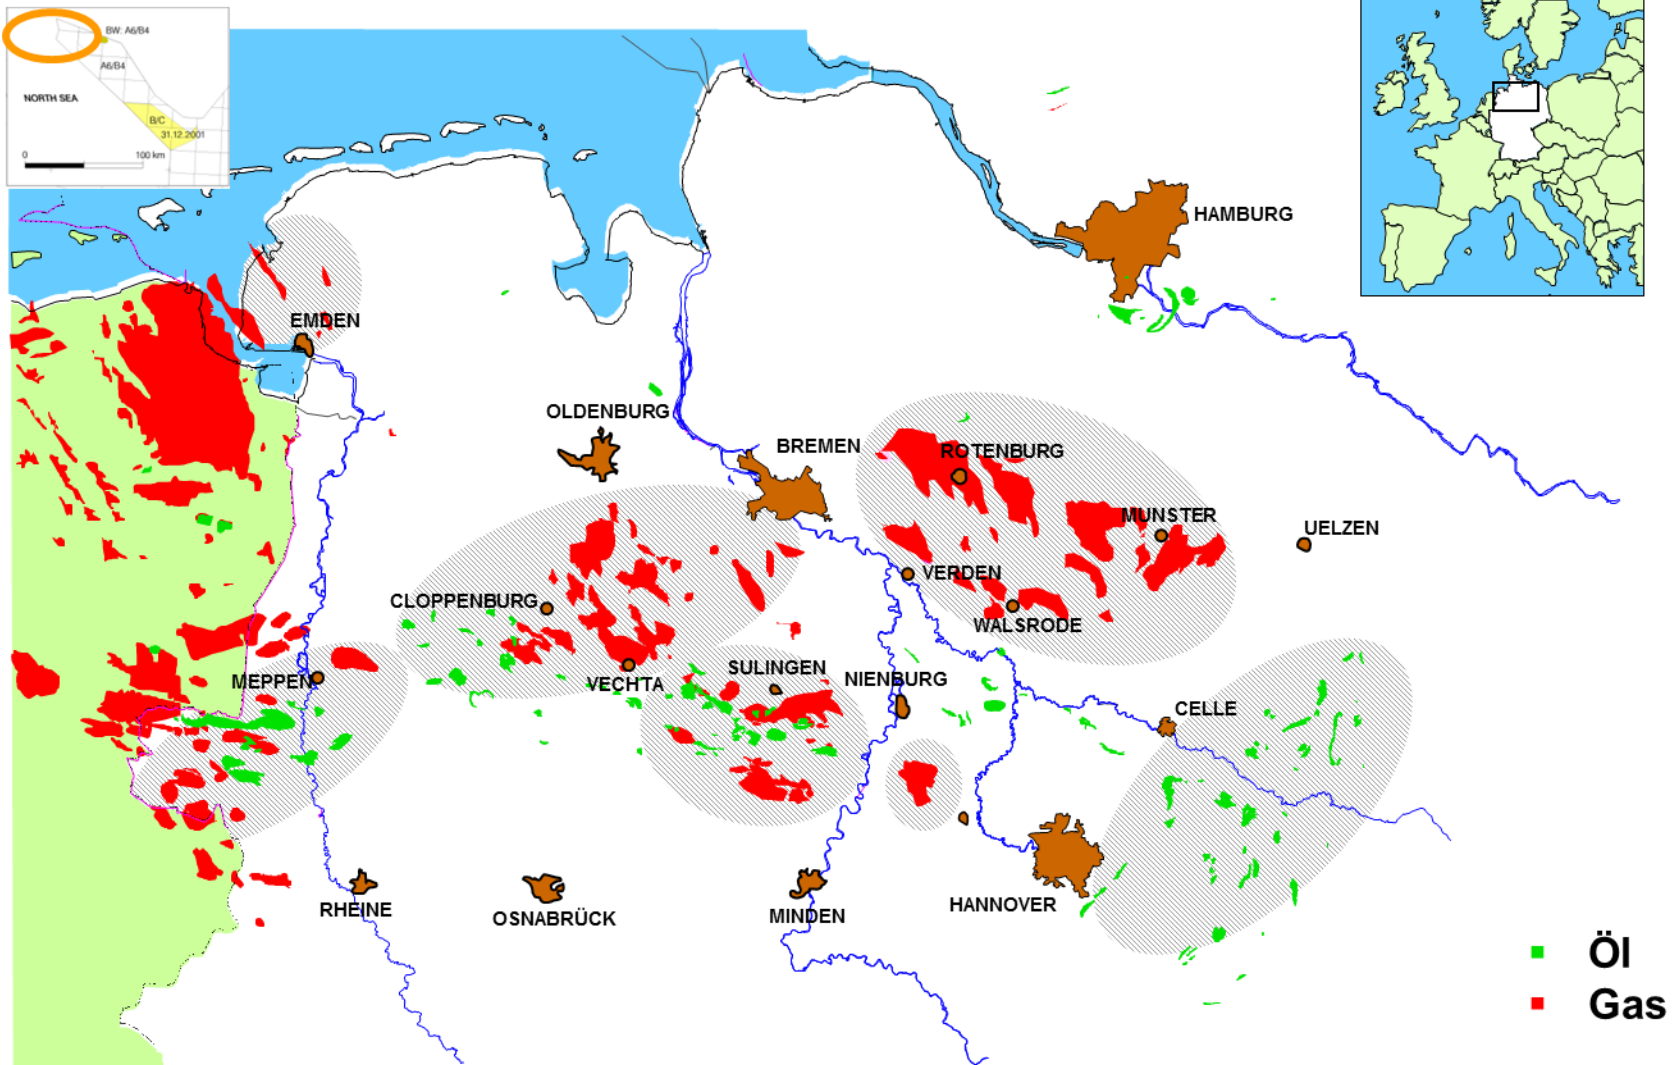 BW: A6/B4
A6/B4
NORTH SEA
B/C
31.12.2001
0 100 km
HAMBURG
EMDEN
OLDENBURG
BREMEN
ROTENBURG
MUNSTER
UELZEN
VERDEN
CLOPPENBURG
WALSRODE
SULINGEN
MEPPEN
VECHTA
NIENBURG
CELLE
RHEINE
OSNABRÜCK
MINDEN
HANNOVER
Öl
Gas